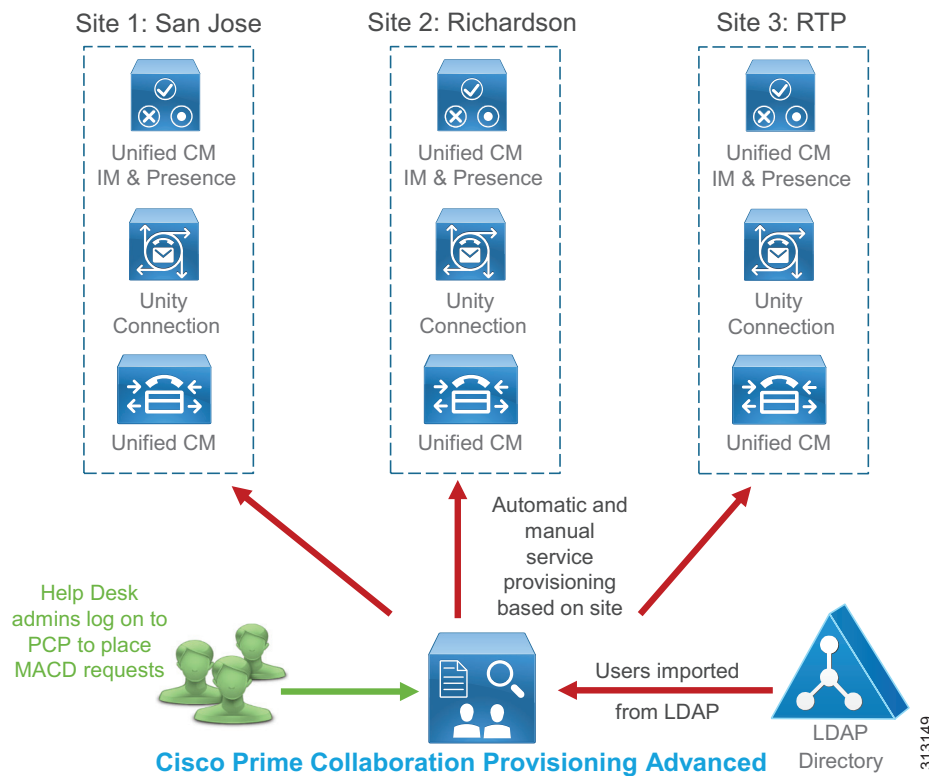 Site 1: San Jose
Site 2: Richardson
Site 3: RTP
Unified CM
IM & Presence
Unified CM
IM & Presence
Unified CM
IM & Presence
Unity
Connection
Unity
Connection
Unity
Connection
Unified CM
Unified CM
Unified CM
Automatic and
manual
service
provisioning
based on site
Help Desk
admins log on to
PCP to place
MACD requests
Users imported
from LDAP
LDAP
Directory
Cisco Prime Collaboration Provisioning Advanced
313149